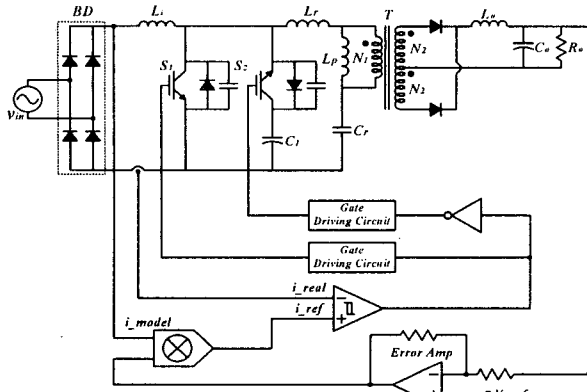 BD
Li
Lr
T
Lo
S1
S2
Lp
N1
N2
Co
Ro
Vin
C1
Cr
N2
Gate
Driving Circuit
Gate
Driving Circuit
i_real
i_ref
i_model
Error Amp